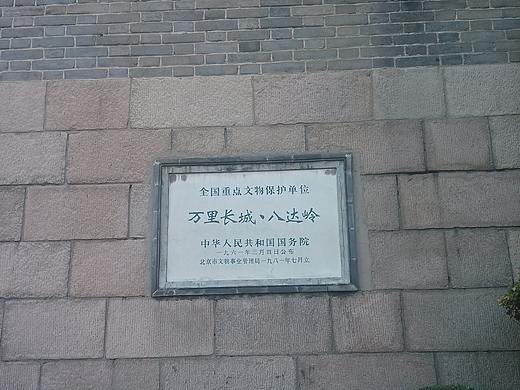 全国重点文物保护单位
万里长城、八达岭
中华人民共和国国务院
一九六一年三月四日公布
北京市文物事业管理局一九八一年七月立